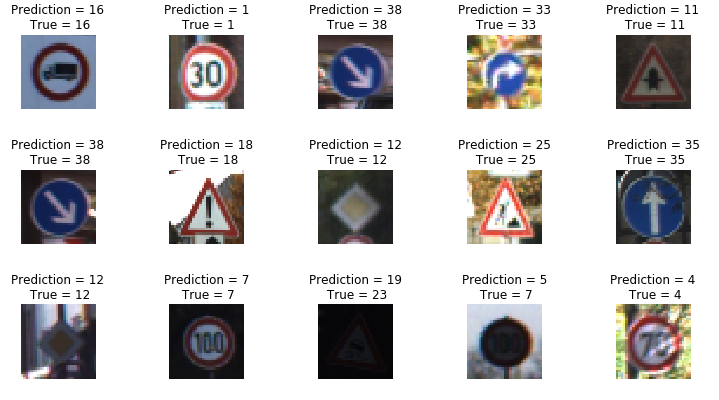 Prediction = 16
True = 16
Prediction = 1
True = 1
30
Prediction = 38
True = 38
Prediction = 33
True = 33
Prediction = 11
True = 11
Prediction = 38
True = 38
Prediction = 18
True = 18
Prediction = 12
True = 12
Prediction = 25
True = 25
Prediction = 35
True = 35
Prediction = 12
True = 12
Prediction = 7
True = 7
100
Prediction = 19
True = 23
Prediction = 5
True = 7
Prediction = 4
True = 4